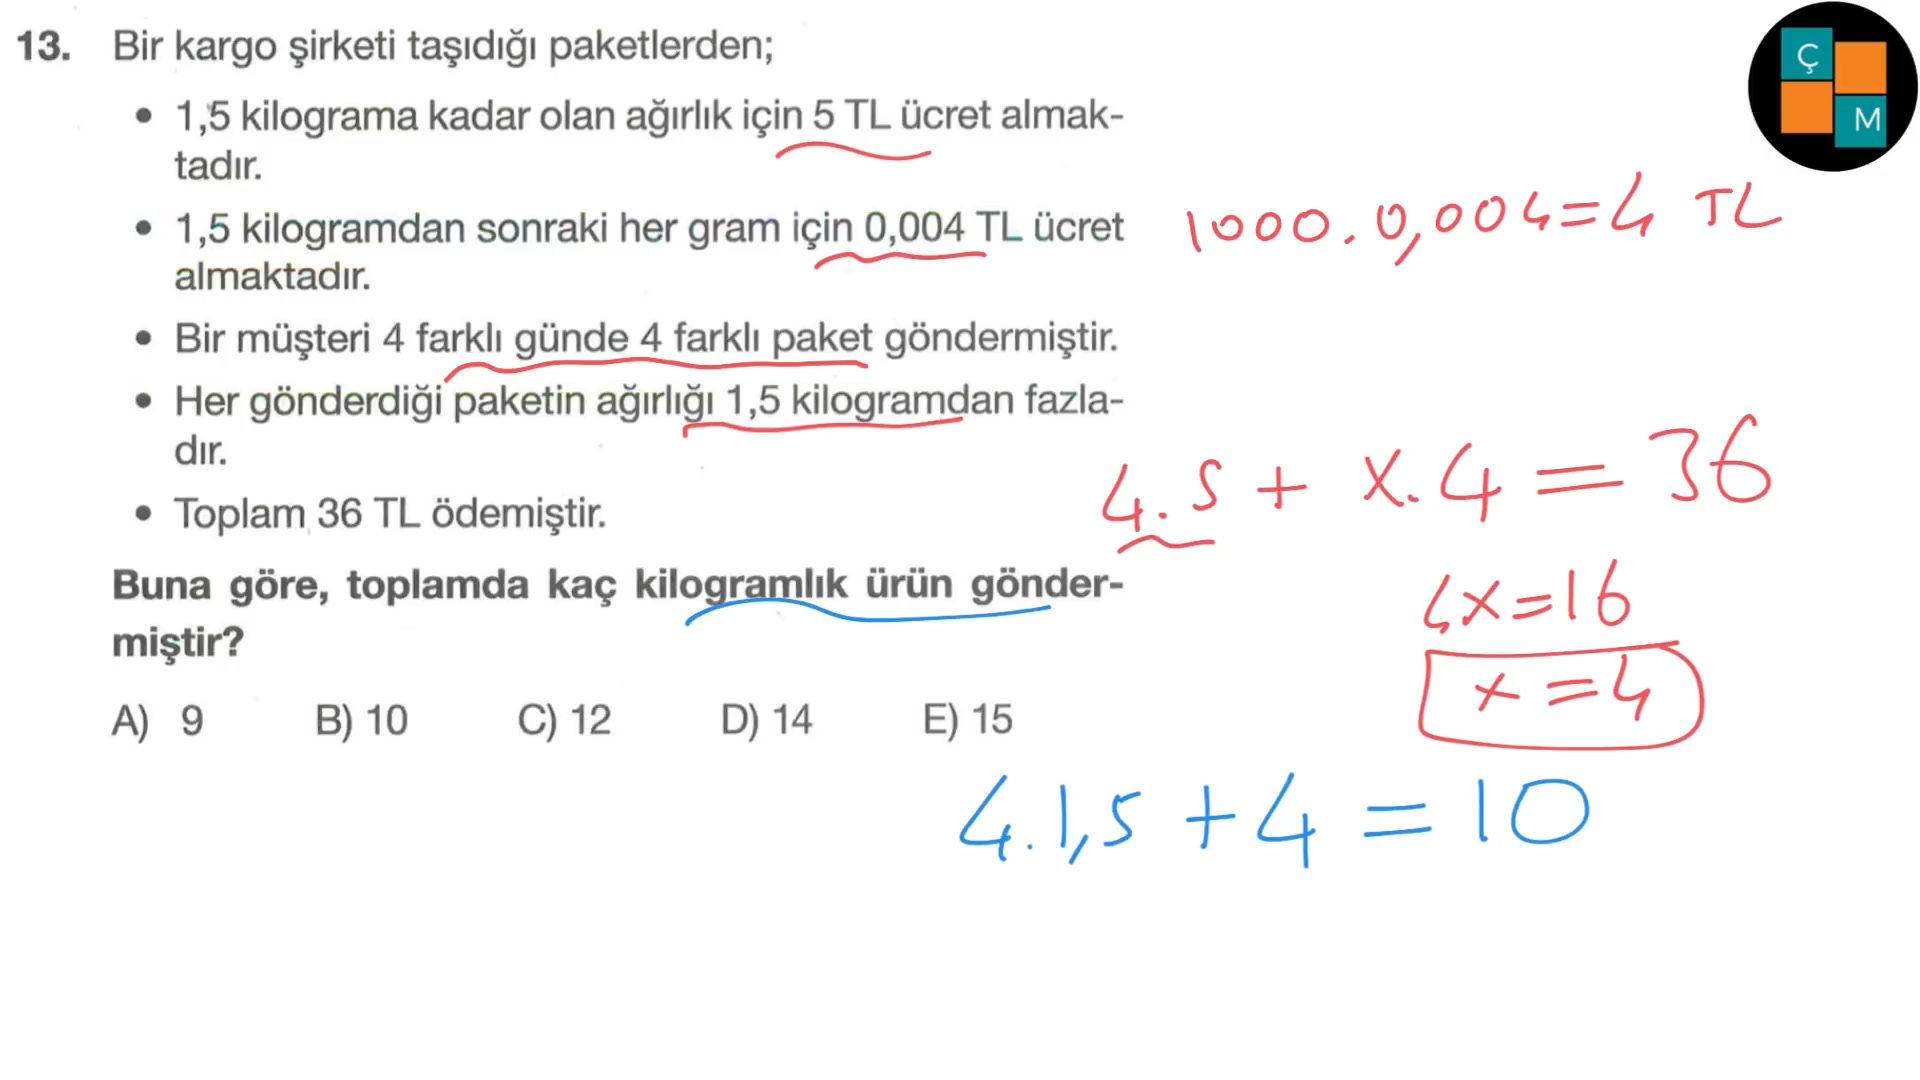 13. Bir kargo şirketi taşıdığı paketlerden;
• 1,5 kilograma kadar olan ağırlık için 5 TL ücret almak-
tadır.
• 1,5 kilogramdan sonraki her gram için 0,004 TL ücret
almaktadır.
• Bir müşteri 4 farklı günde 4 farklı paket göndermiştir.
• Her gönderdiği paketin ağırlığı 1,5 kilogramdan fazla-
dır.
• Toplam 36 TL ödemiştir.
Buna göre, toplamda kaç kilogramlık ürün gönder-
miştir?
A) 9 B) 10 C) 12 D) 14 E) 15
Ç
M
1000.0,004=4 TL
4.5 + x.4 = 36
4x=16
x=4
4.1,5 + 4 = 10